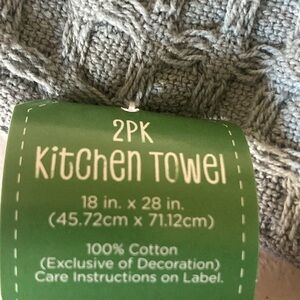 2PK
Kitchen Towel
18 in. x 28 in.
(45.72cm x 71.12cm)
100% Cotton
(Exclusive of Decoration)
Care Instructions on Label.